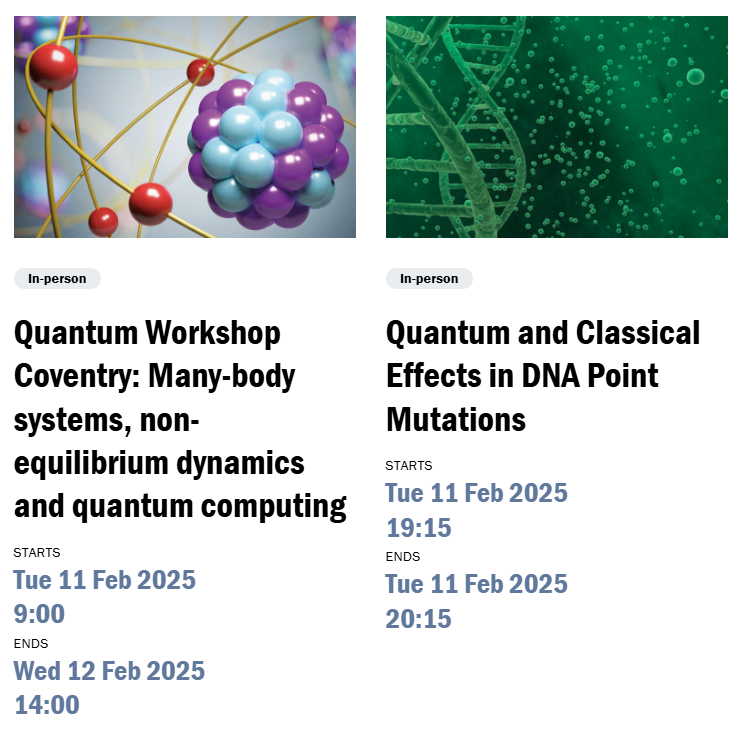 In-person
Quantum Workshop
Coventry: Many-body
systems, non-
equilibrium dynamics
and quantum computing
STARTS
Tue 11 Feb 2025
9:00
ENDS
Wed 12 Feb 2025
14:00
In-person
Quantum and Classical
Effects in DNA Point
Mutations
STARTS
Tue 11 Feb 2025
19:15
ENDS
Tue 11 Feb 2025
20:15